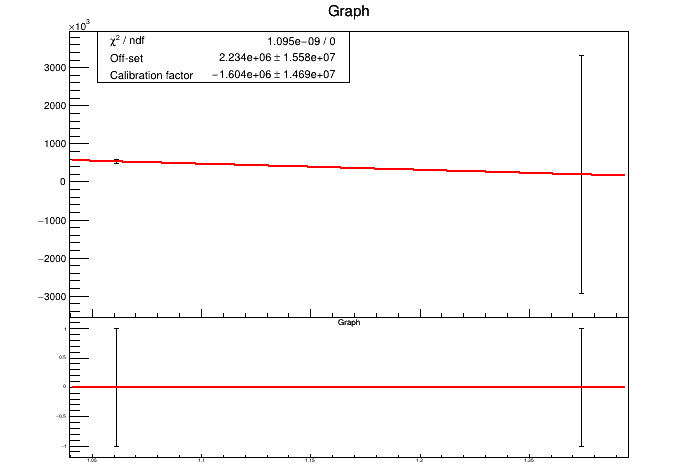 Graph
×10³
χ² / ndf 1.095e−09 / 0
Off-set 2.234e+06 ± 1.558e+07
Calibration factor −1.604e+06 ± 1.469e+07
3000
2000
1000
0
−1000
−2000
−3000
Graph
1
0.5
0
−0.5
−1
1.05 1.1 1.15 1.2 1.25